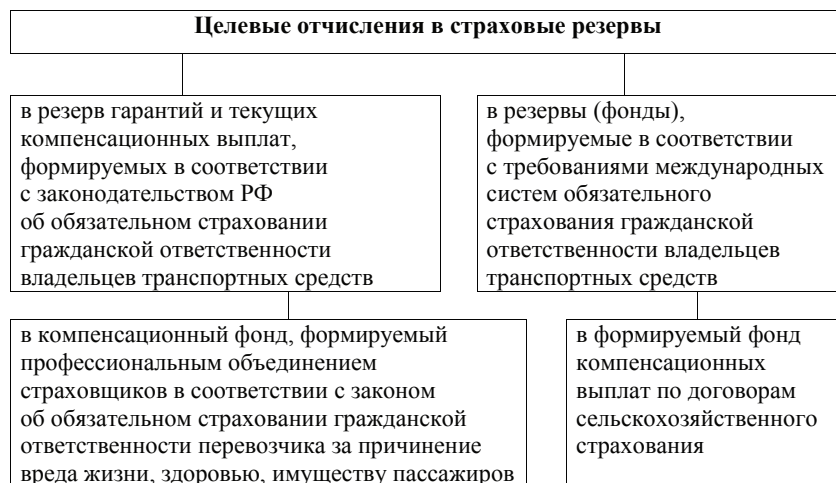 Целевые отчисления в страховые резервы
в резерв гарантий и текущих
компенсационных выплат,
формируемых в соответствии
с законодательством РФ
об обязательном страховании
гражданской ответственности
владельцев транспортных средств
в резервы (фонды),
формируемые в соответствии
с требованиями международных
систем обязательного
страхования гражданской
ответственности владельцев
транспортных средств
в компенсационный фонд, формируемый
профессиональным объединением
страховщиков в соответствии с законом
об обязательном страховании гражданской
ответственности перевозчика за причинение
вреда жизни, здоровью, имуществу пассажиров
в формируемый фонд
компенсационных
выплат по договорам
сельскохозяйственного
страхования